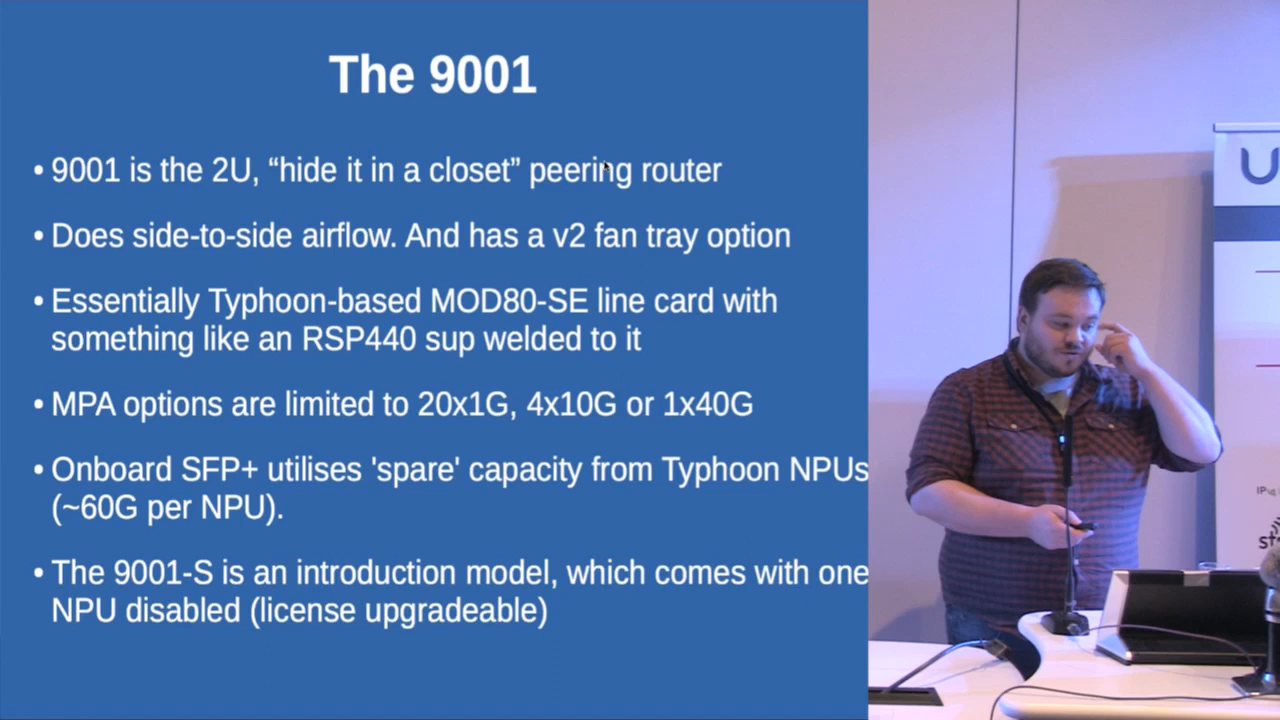 The 9001
• 9001 is the 2U, “hide it in a closet” peering router
• Does side-to-side airflow. And has a v2 fan tray option
• Essentially Typhoon-based MOD80-SE line card with
something like an RSP440 sup welded to it
• MPA options are limited to 20x1G, 4x10G or 1x40G
• Onboard SFP+ utilises 'spare' capacity from Typhoon NPUs
(~60G per NPU).
• The 9001-S is an introduction model, which comes with one
NPU disabled (license upgradeable)
U